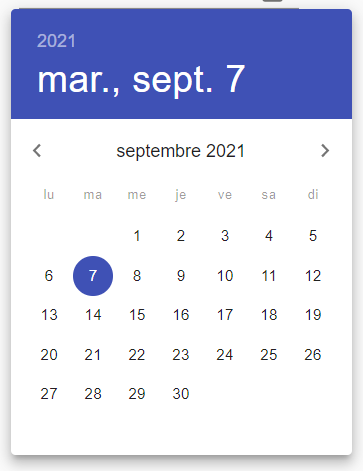 2021
mar., sept. 7
septembre 2021
lu ma me je ve sa di
1 2 3 4 5
6 7 8 9 10 11 12
13 14 15 16 17 18 19
20 21 22 23 24 25 26
27 28 29 30